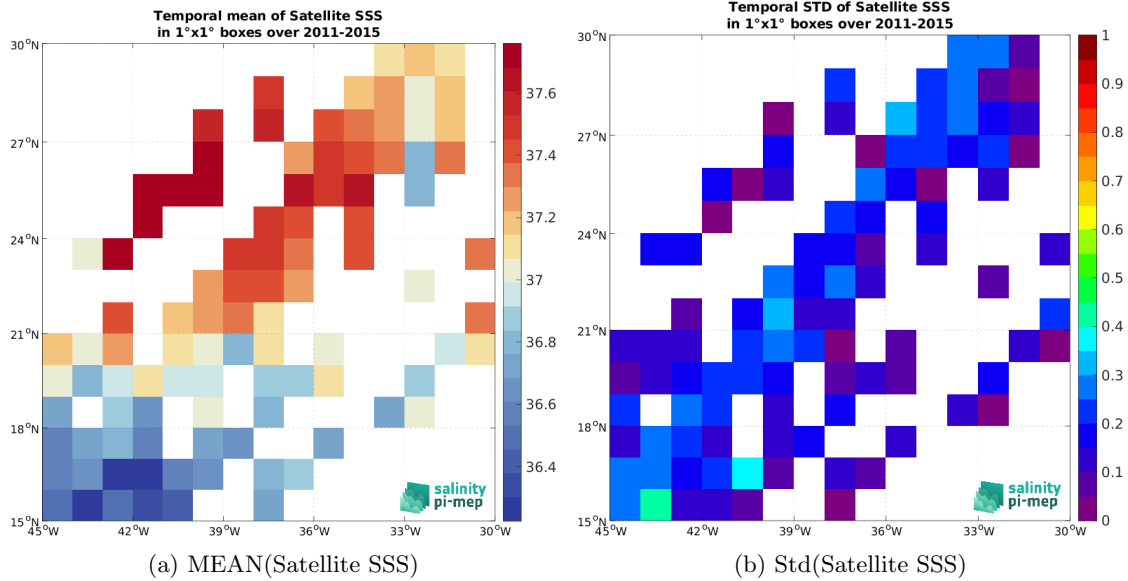 Temporal mean of Satellite SSS
in 1°x1° boxes over 2011-2015
30°N
27°N
24°N
21°N
18°N
15°N
45°W
42°W
39°W
36°W
33°W
30°W
37.6
37.4
37.2
37
36.8
36.6
36.4
salinity
pi-mep
(a) MEAN(Satellite SSS)
Temporal STD of Satellite SSS
in 1°x1° boxes over 2011-2015
30°N
27°N
24°N
21°N
18°N
15°N
45°W
42°W
39°W
36°W
33°W
30°W
1
0.9
0.8
0.7
0.6
0.5
0.4
0.3
0.2
0.1
0
salinity
pi-mep
(b) Std(Satellite SSS)